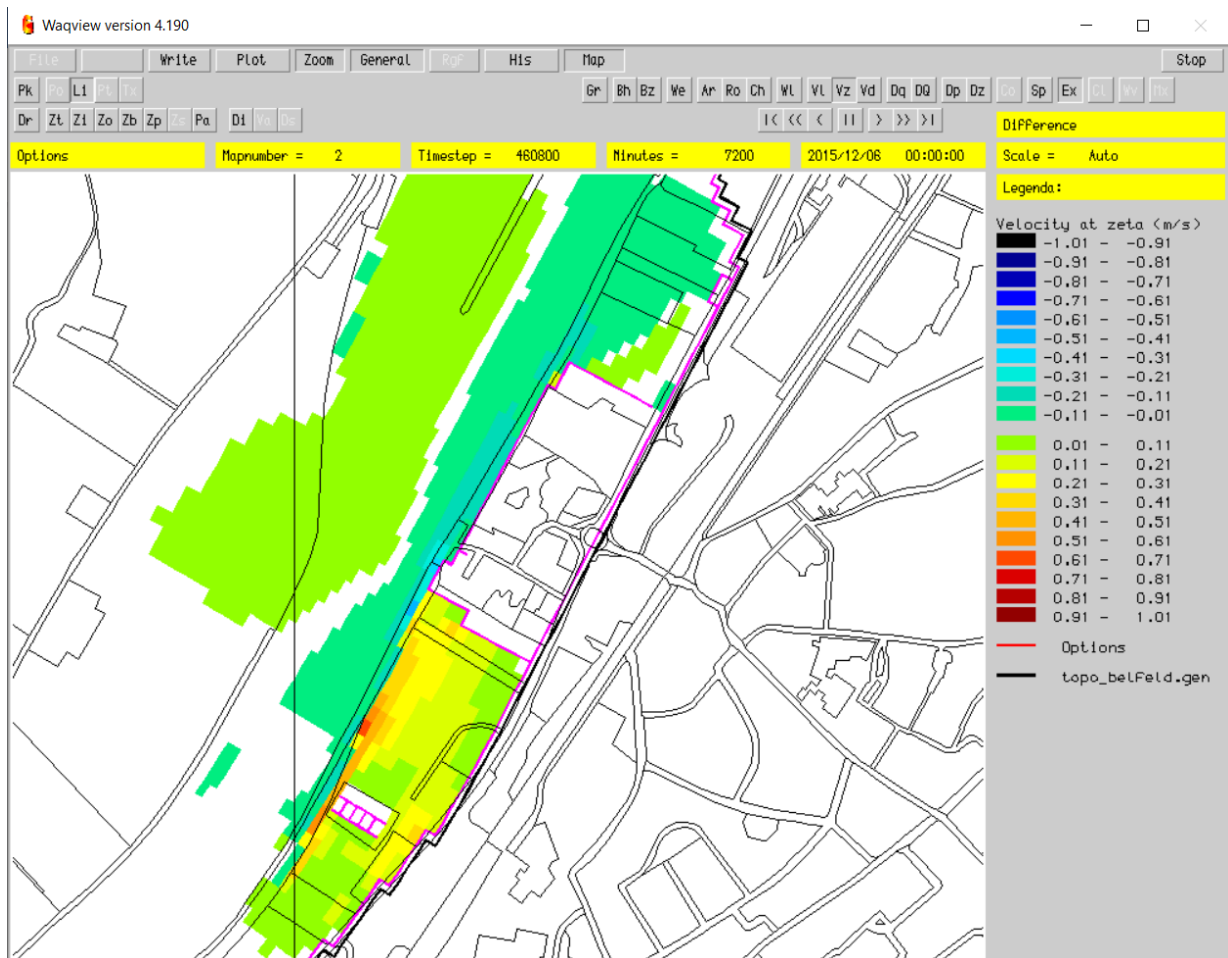 Waqview version 4.190
File Write Plot Zoom General RgF His Map Stop
Pk Po Li Pt Tx Gr Bh Bz We Ar Ro Ch Wl Vl Vz Vd Dq DQ Dp Dz Co Sp Ex Cl Wv Mx
Dr Zt Zi Zo Zb Zp Zs Pa Di Va Ds |< << < || > >> >|
Difference
Options Mapnumber = 2 Timestep = 460800 Minutes = 7200 2015/12/06 00:00:00 Scale = Auto
Legenda:
Velocity at zeta (m/s)
-1.01 - -0.91
-0.91 - -0.81
-0.81 - -0.71
-0.71 - -0.61
-0.61 - -0.51
-0.51 - -0.41
-0.41 - -0.31
-0.31 - -0.21
-0.21 - -0.11
-0.11 - -0.01
0.01 - 0.11
0.11 - 0.21
0.21 - 0.31
0.31 - 0.41
0.41 - 0.51
0.51 - 0.61
0.61 - 0.71
0.71 - 0.81
0.81 - 0.91
0.91 - 1.01
Options
topo_belfeld.gen